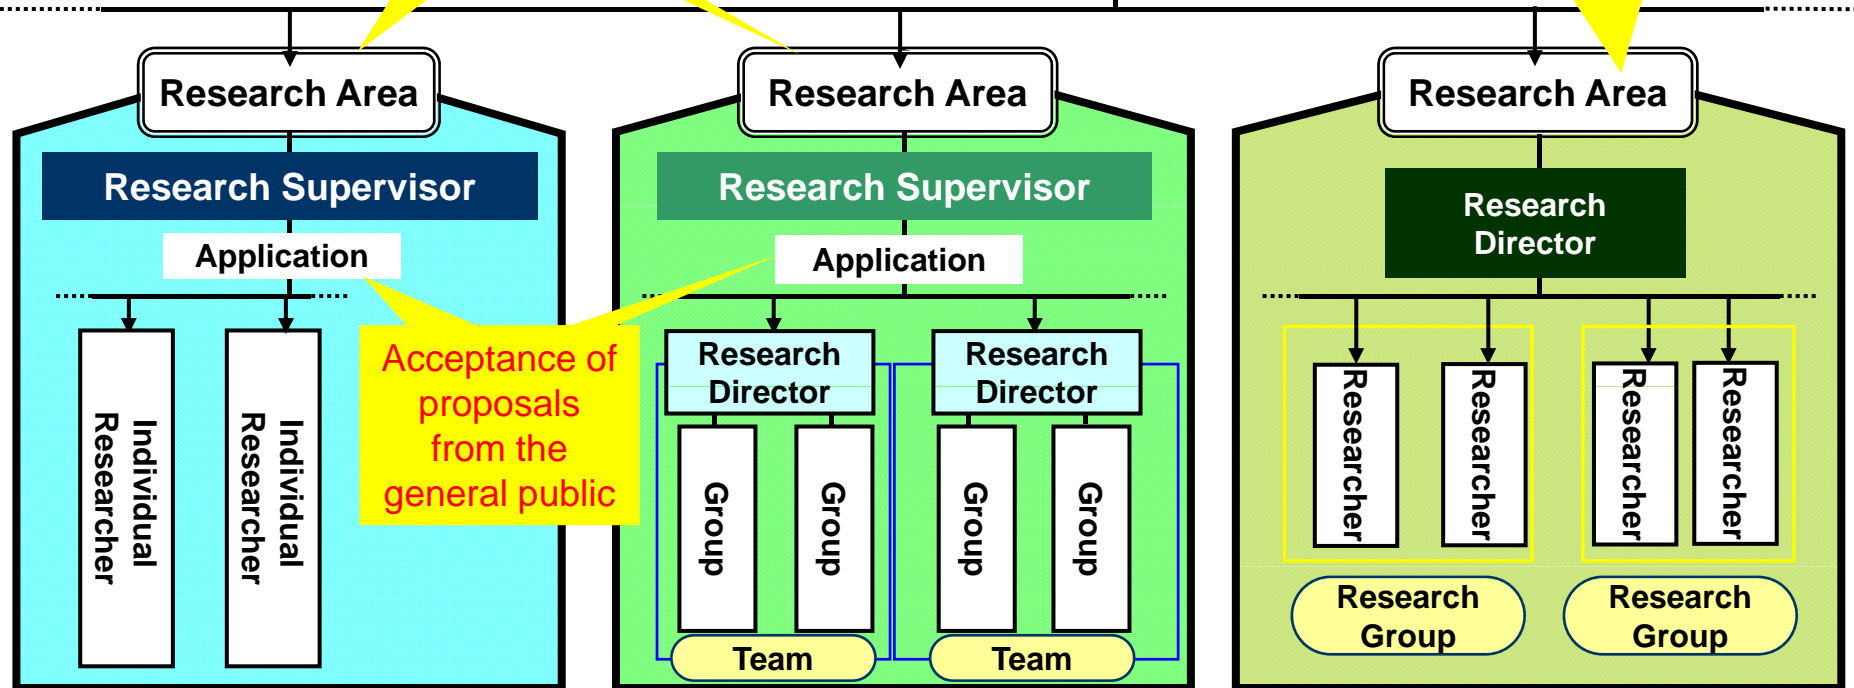 Research Area
Research Supervisor
Application
Individual
Researcher
Individual
Researcher
Acceptance of
proposals
from the
general public
Research Area
Research Supervisor
Application
Research
Director
Research
Director
Group
Group
Group
Group
Team
Team
Research Area
Research
Director
Researcher
Researcher
Researcher
Researcher
Research
Group
Research
Group